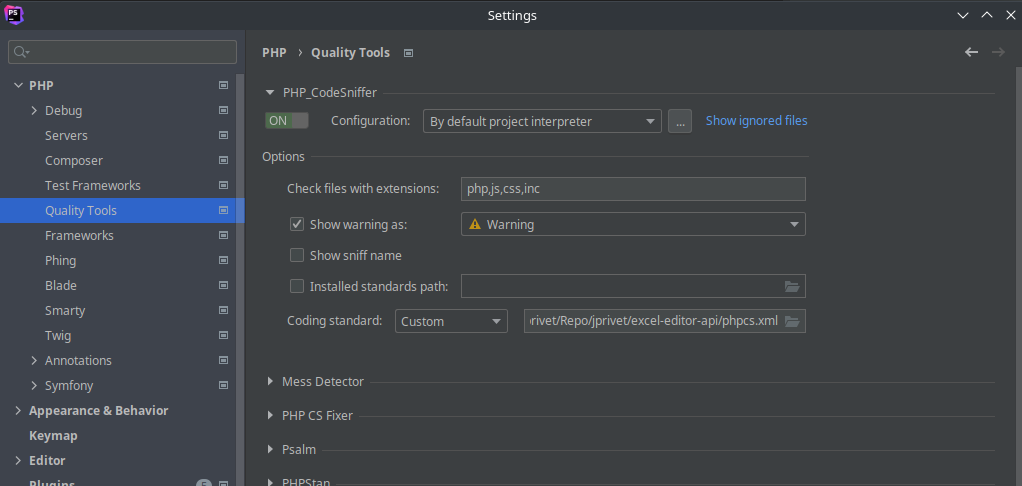 PS
Settings
PHP
Debug
Servers
Composer
Test Frameworks
Quality Tools
Frameworks
Phing
Blade
Smarty
Twig
Annotations
Symfony
Appearance & Behavior
Keymap
Editor
Plugins
PHP › Quality Tools
PHP_CodeSniffer
ON Configuration: By default project interpreter ... Show ignored files
Options
Check files with extensions: php,js,css,inc
Show warning as: Warning
Show sniff name
Installed standards path:
Coding standard: Custom rivet/Repo/jprivet/excel-editor-api/phpcs.xml
Mess Detector
PHP CS Fixer
Psalm
PHPStan